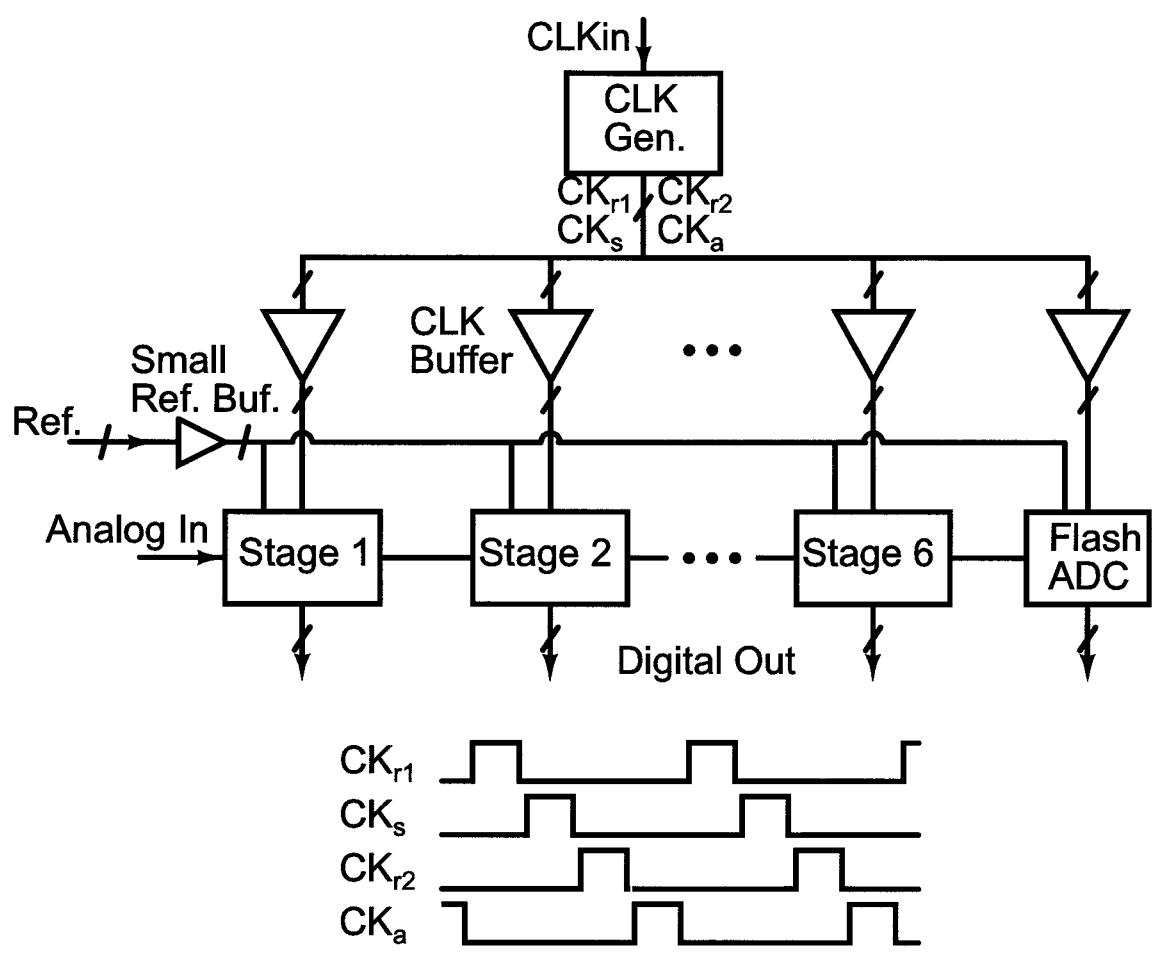 CLKin
CLK
Gen.
CKr1 CKr2
CKs CKa
CLK
Buffer
Small
Ref. Buf.
Ref.
Analog In
Stage 1
Stage 2
Stage 6
Flash
ADC
Digital Out
CKr1
CKs
CKr2
CKa